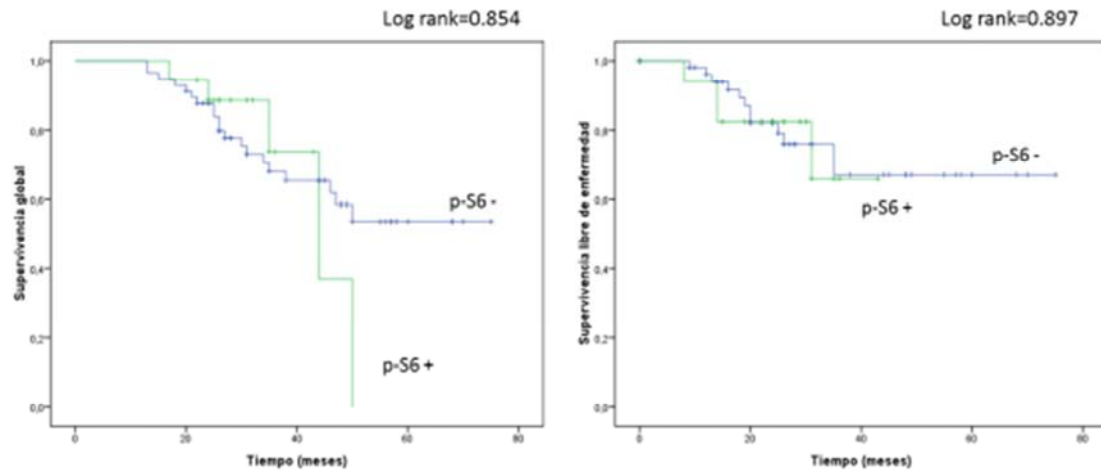 Log rank=0.854
Supervivencia global
1,0
0,8
0,6
0,4
0,2
0,0
p-S6 -
p-S6 +
0 20 40 60 80
Tiempo (meses)
Log rank=0.897
Supervivencia libre de enfermedad
1,0
0,8
0,6
0,4
0,2
0,0
p-S6 -
p-S6 +
0 20 40 60 80
Tiempo (meses)